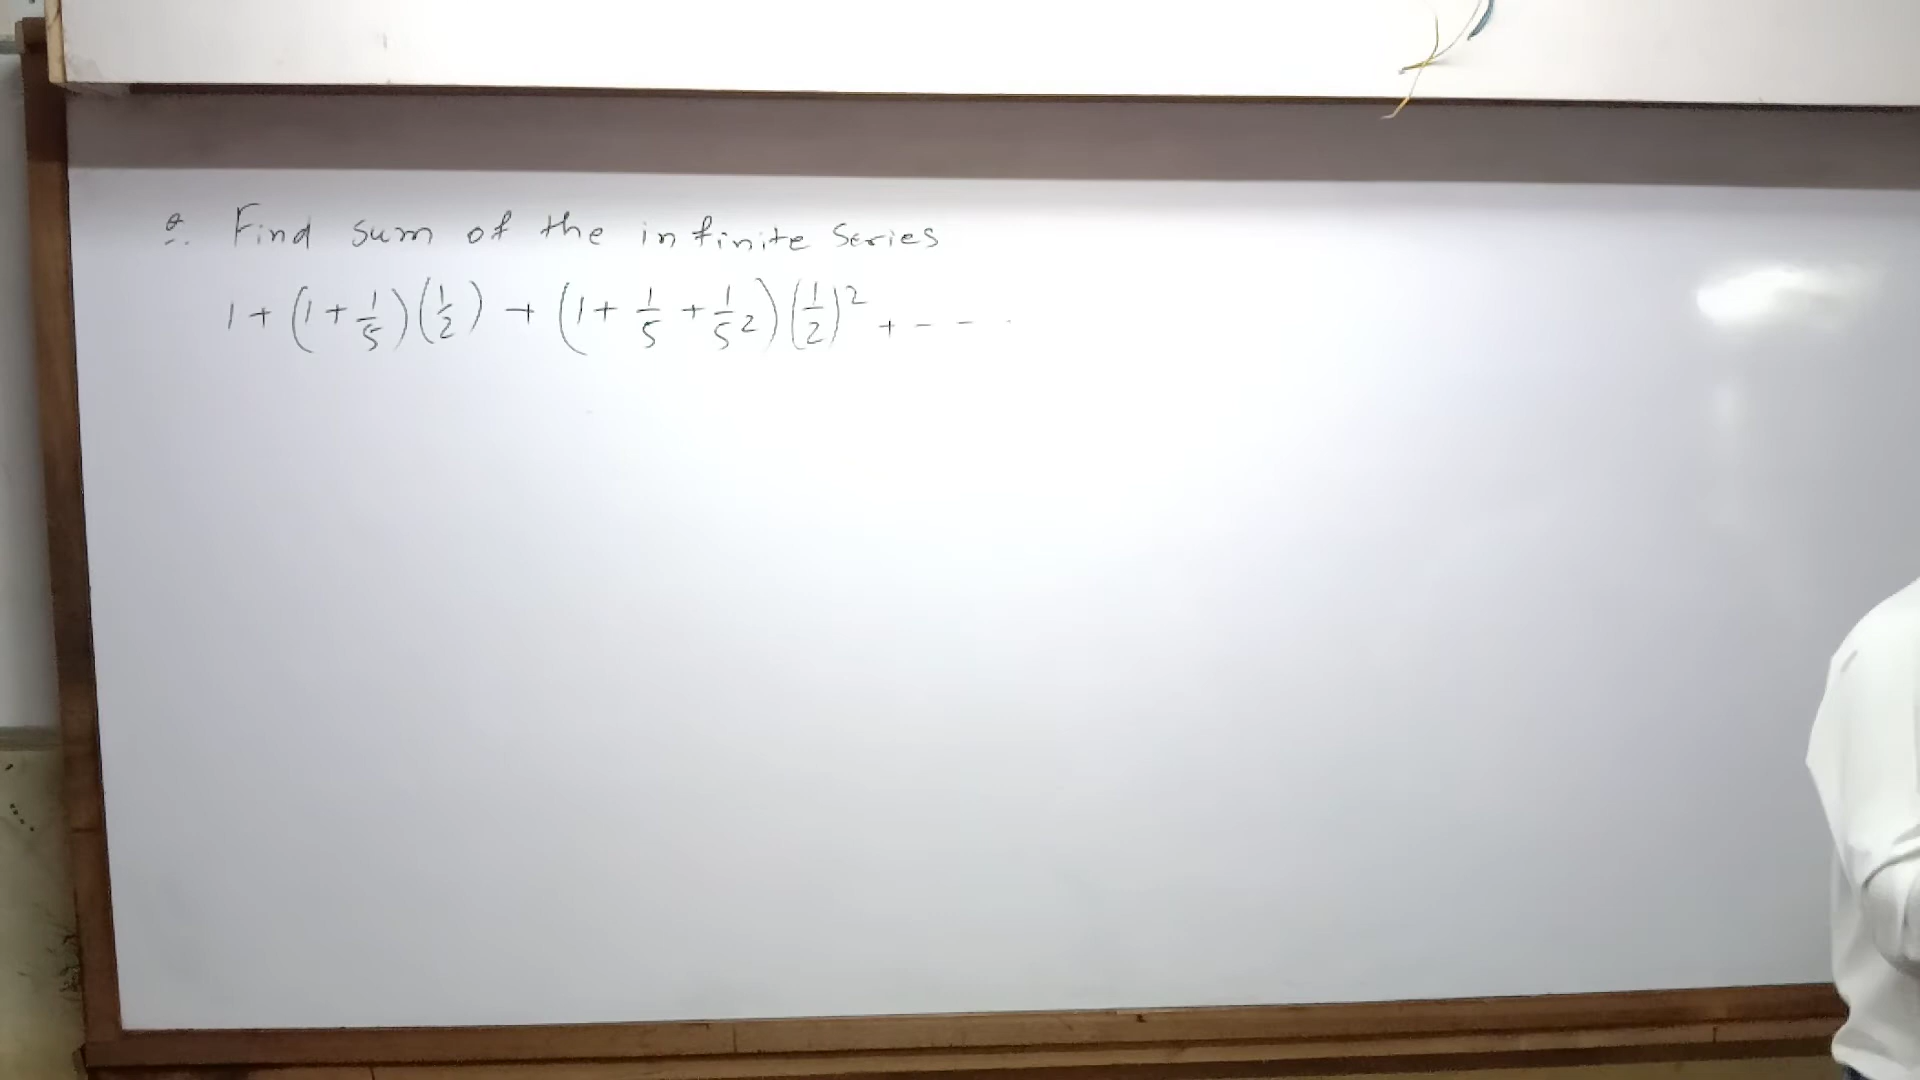 Q. Find sum of the infinite series
1 + (1 + 1/5)(1/2) + (1 + 1/5 + 1/5²)(1/2)² + - - .